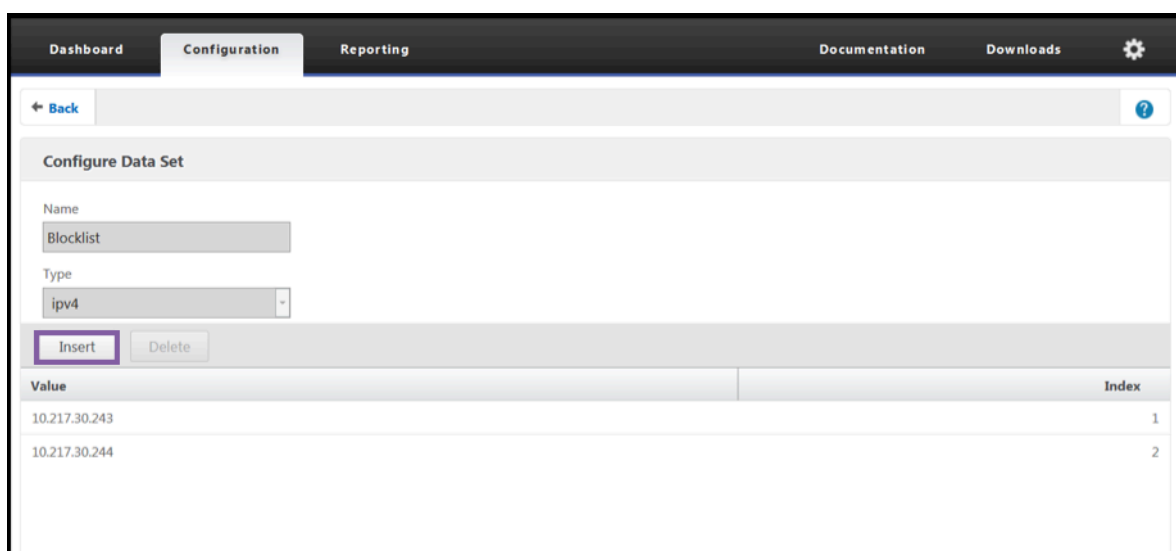 Dashboard Configuration Reporting Documentation Downloads
Back ?
Configure Data Set
Name
Blocklist
Type
ipv4
Insert Delete
Value Index
10.217.30.243 1
10.217.30.244 2